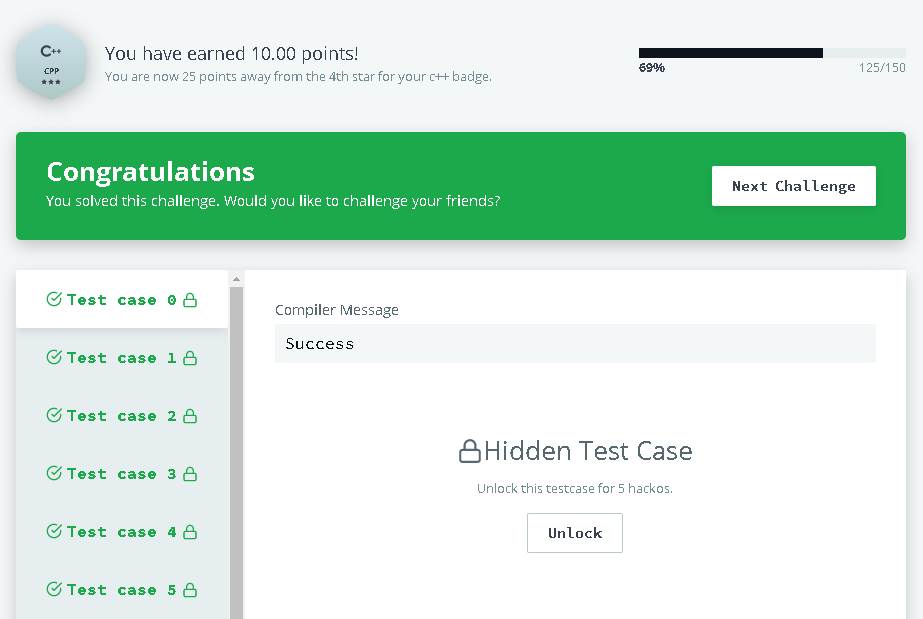 C++
CPP
★★★
You have earned 10.00 points!
You are now 25 points away from the 4th star for your c++ badge.
69%
125/150
Congratulations
You solved this challenge. Would you like to challenge your friends?
Next Challenge
Test case 0
Test case 1
Test case 2
Test case 3
Test case 4
Test case 5
Compiler Message
Success
Hidden Test Case
Unlock this testcase for 5 hackos.
Unlock